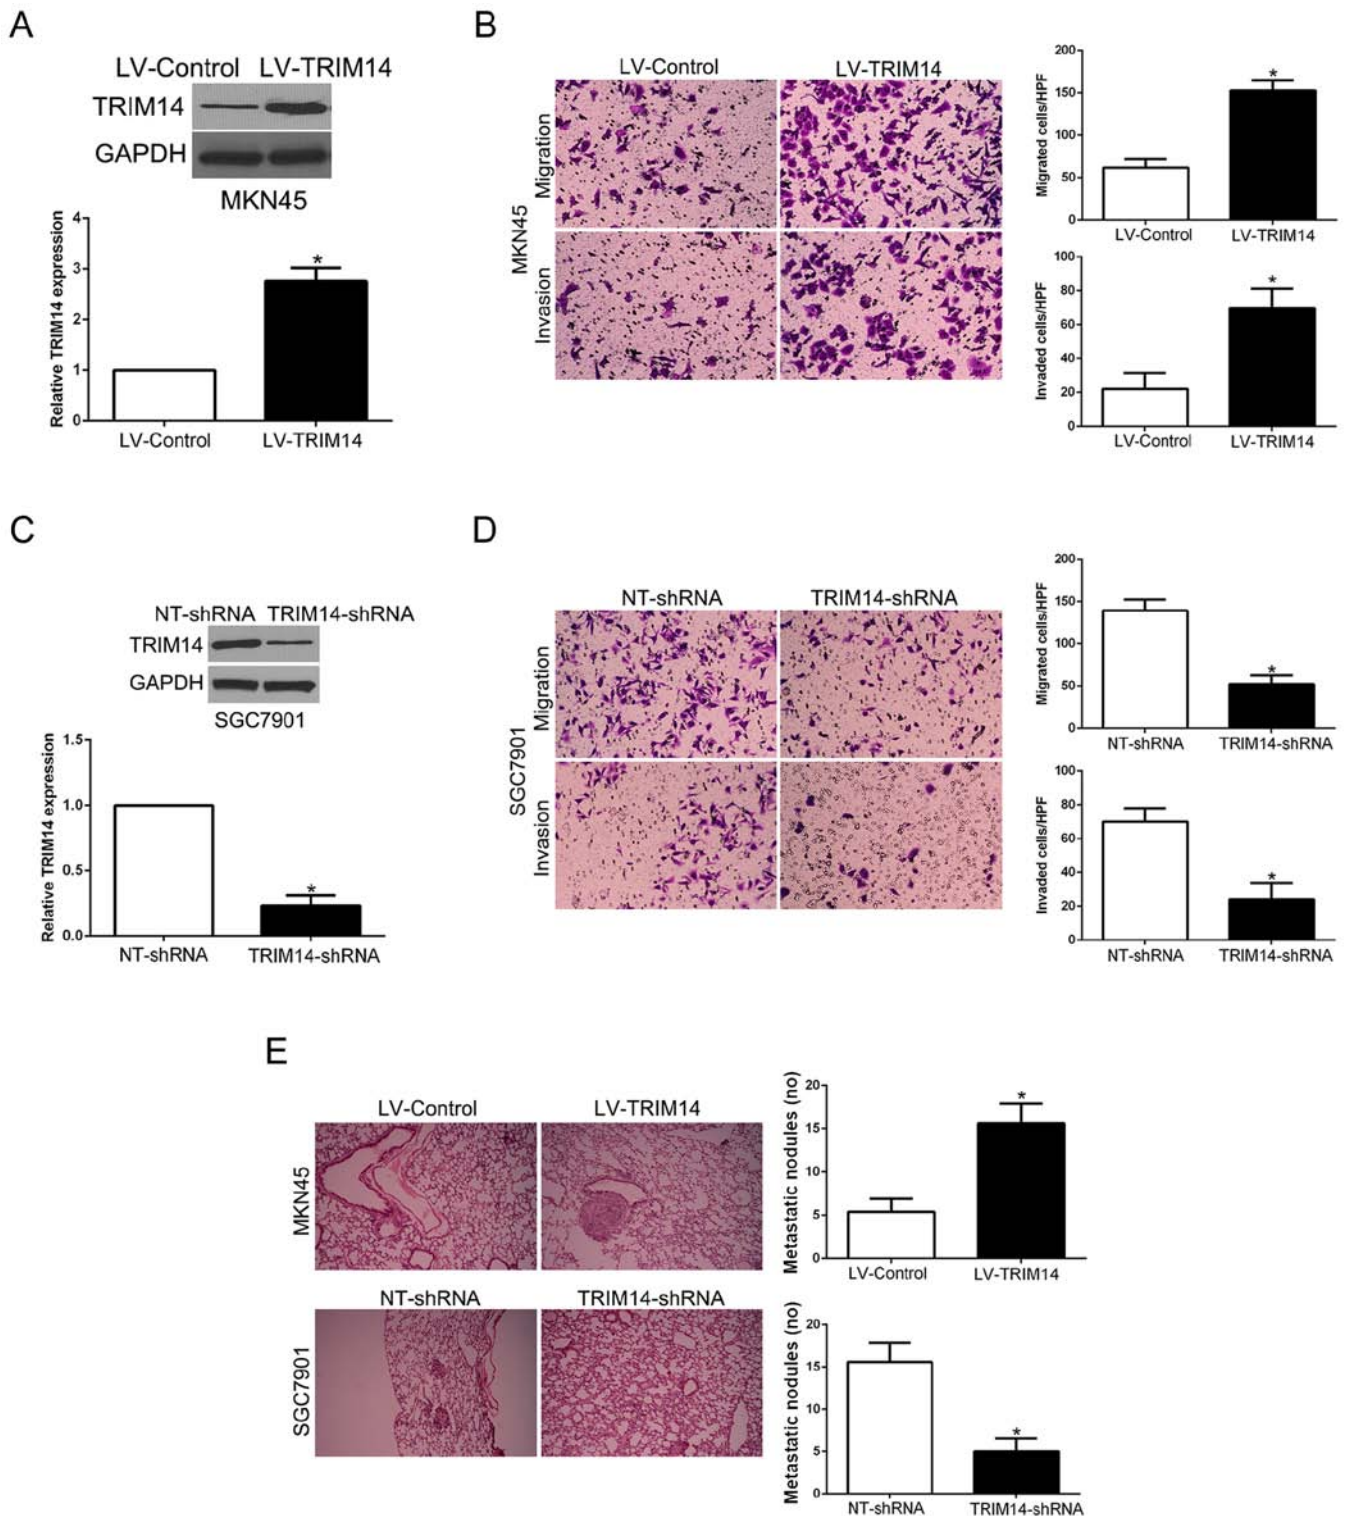 A
LV-Control LV-TRIM14
TRIM14
GAPDH
MKN45
Relative TRIM14 expression
4
3
2
1
0
*
LV-Control LV-TRIM14
B
LV-Control LV-TRIM14
MKN45
Migration
Invasion
Migrated cells/HPF
200
150
100
50
0
*
LV-Control LV-TRIM14
Invaded cells/HPF
100
80
60
40
20
0
*
LV-Control LV-TRIM14
C
NT-shRNA TRIM14-shRNA
TRIM14
GAPDH
SGC7901
Relative TRIM14 expression
1.5
1.0
0.5
0.0
*
NT-shRNA TRIM14-shRNA
D
NT-shRNA TRIM14-shRNA
SGC7901
Migration
Invasion
Migrated cells/HPF
200
150
100
50
0
*
NT-shRNA TRIM14-shRNA
Invaded cells/HPF
100
80
60
40
20
0
*
NT-shRNA TRIM14-shRNA
E
LV-Control LV-TRIM14
MKN45
Metastatic nodules (no)
20
15
10
5
0
*
LV-Control LV-TRIM14
NT-shRNA TRIM14-shRNA
SGC7901
Metastatic nodules (no)
20
15
10
5
0
*
NT-shRNA TRIM14-shRNA